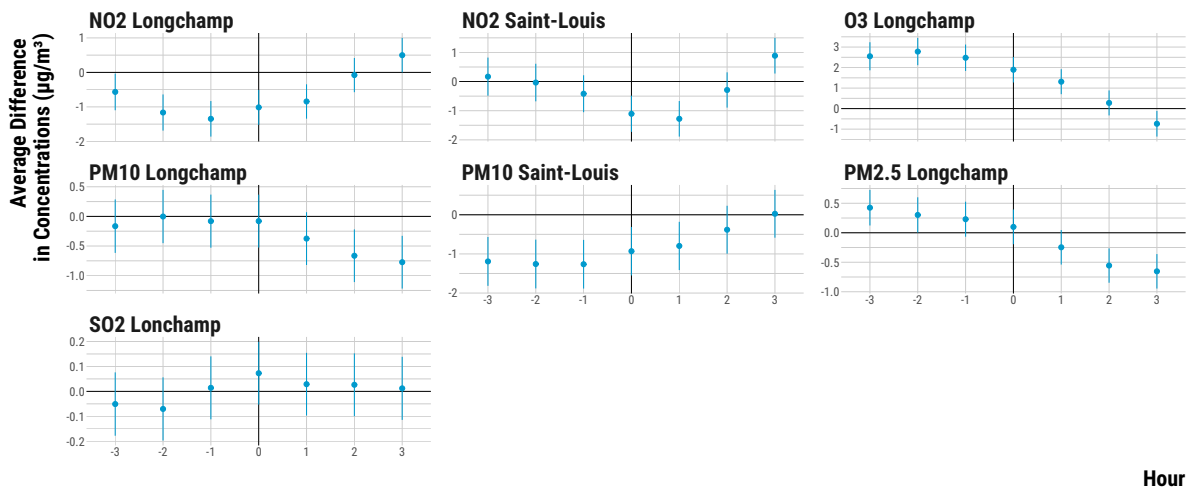 Average Difference
in Concentrations (µg/m³)
NO2 Longchamp
1
0
-1
-2
NO2 Saint-Louis
1
0
-1
-2
O3 Longchamp
3
2
1
0
-1
PM10 Longchamp
0.5
0.0
-0.5
-1.0
PM10 Saint-Louis
0
-1
-2
-3 -2 -1 0 1 2 3
PM2.5 Longchamp
0.5
0.0
-0.5
-1.0
-3 -2 -1 0 1 2 3
SO2 Lonchamp
0.2
0.1
0.0
-0.1
-0.2
-3 -2 -1 0 1 2 3
Hour